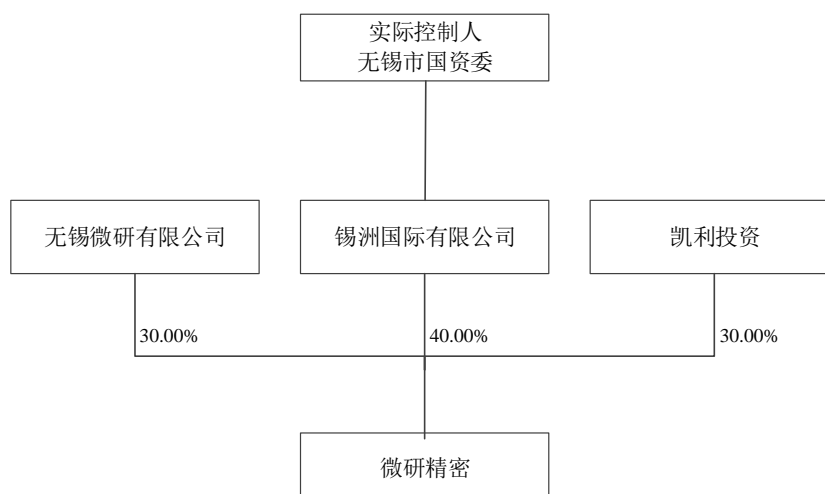 实际控制人
无锡市国资委
无锡微研有限公司
锡洲国际有限公司
凯利投资
30.00%
40.00%
30.00%
微研精密